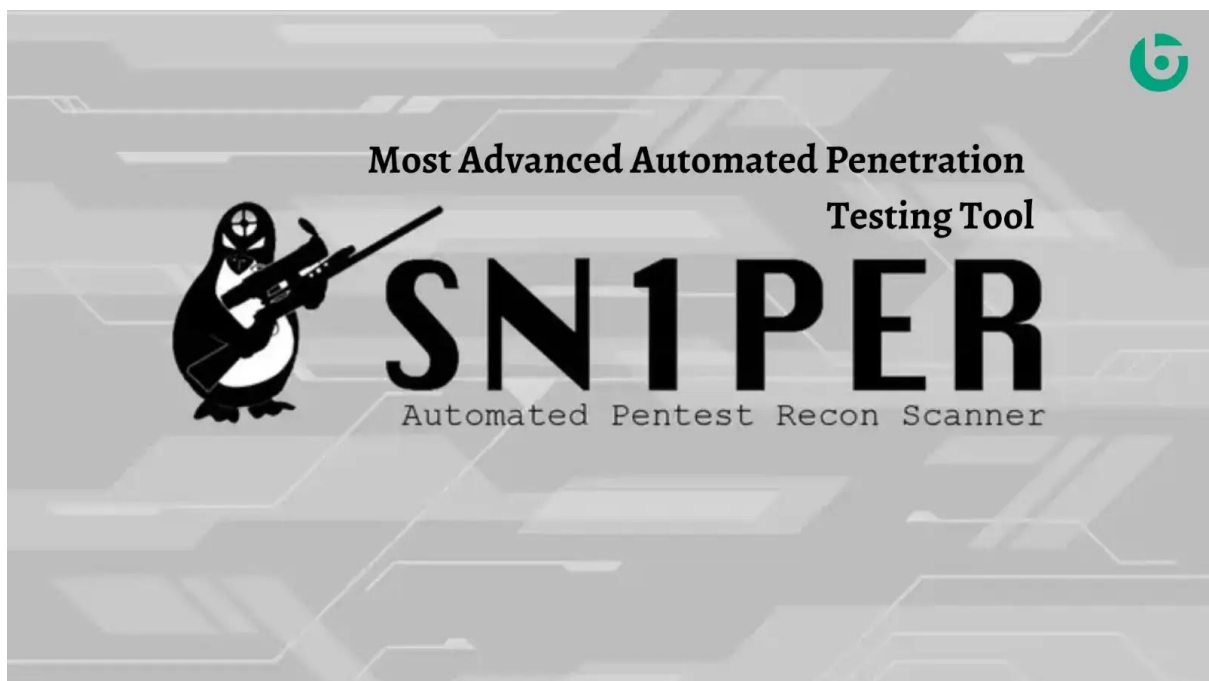 Most Advanced Automated Penetration
Testing Tool
SN1PER
Automated Pentest Recon Scanner